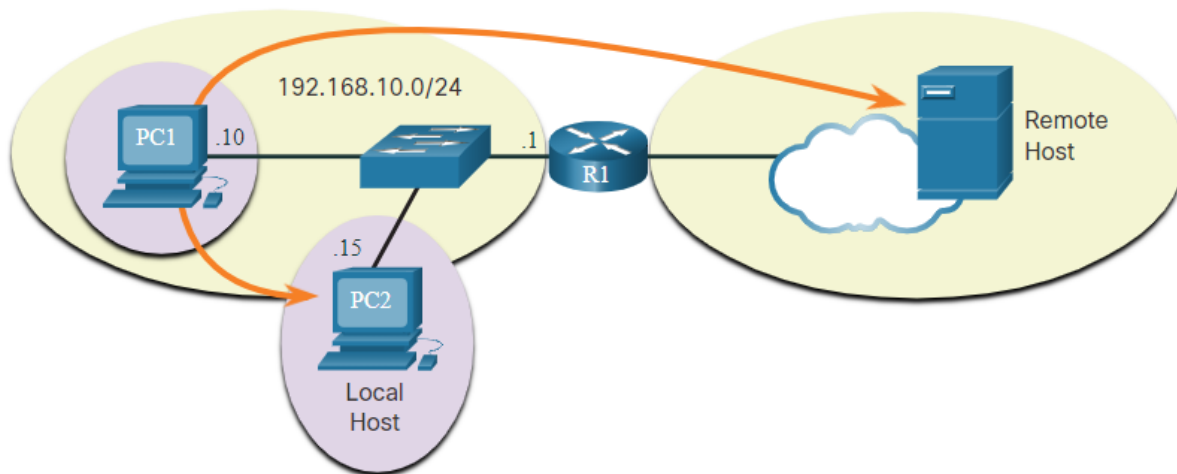 192.168.10.0/24
PC1
.10
.1
R1
Remote
Host
.15
PC2
Local
Host